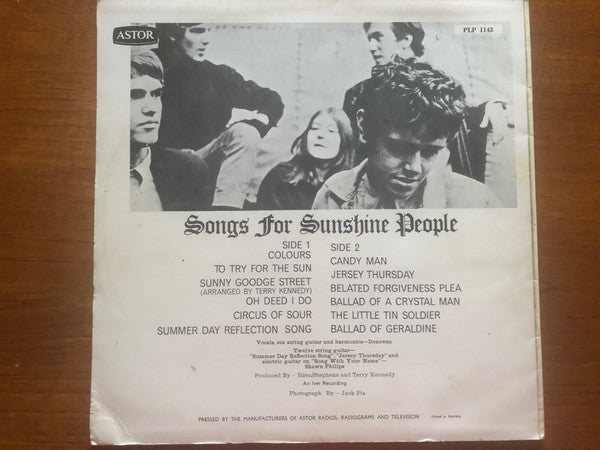 ASTOR
PLP 1143
Songs For Sunshine People
SIDE 1
COLOURS
TO TRY FOR THE SUN
SUNNY GOODGE STREET
(ARRANGED BY TERRY KENNEDY)
OH DEED I DO
CIRCUS OF SOUR
SUMMER DAY REFLECTION SONG
SIDE 2
CANDY MAN
JERSEY THURSDAY
BELATED FORGIVENESS PLEA
BALLAD OF A CRYSTAL MAN
THE LITTLE TIN SOLDIER
BALLAD OF GERALDINE
Vocals, six string guitar and harmonica—Donovan
Twelve string guitar—
"Summer Day Reflection Song", "Jersey Thursday" and
electric guitar on "Song With Your Name"—
Shawn Philips
Produced By - Eden/Stephens and Terry Kennedy
An Iver Recording
Photograph By — Jack Pia
PRESSED BY THE MANUFACTURERS OF ASTOR RADIOS, RADIOGRAMS AND TELEVISION
Printed in Australia